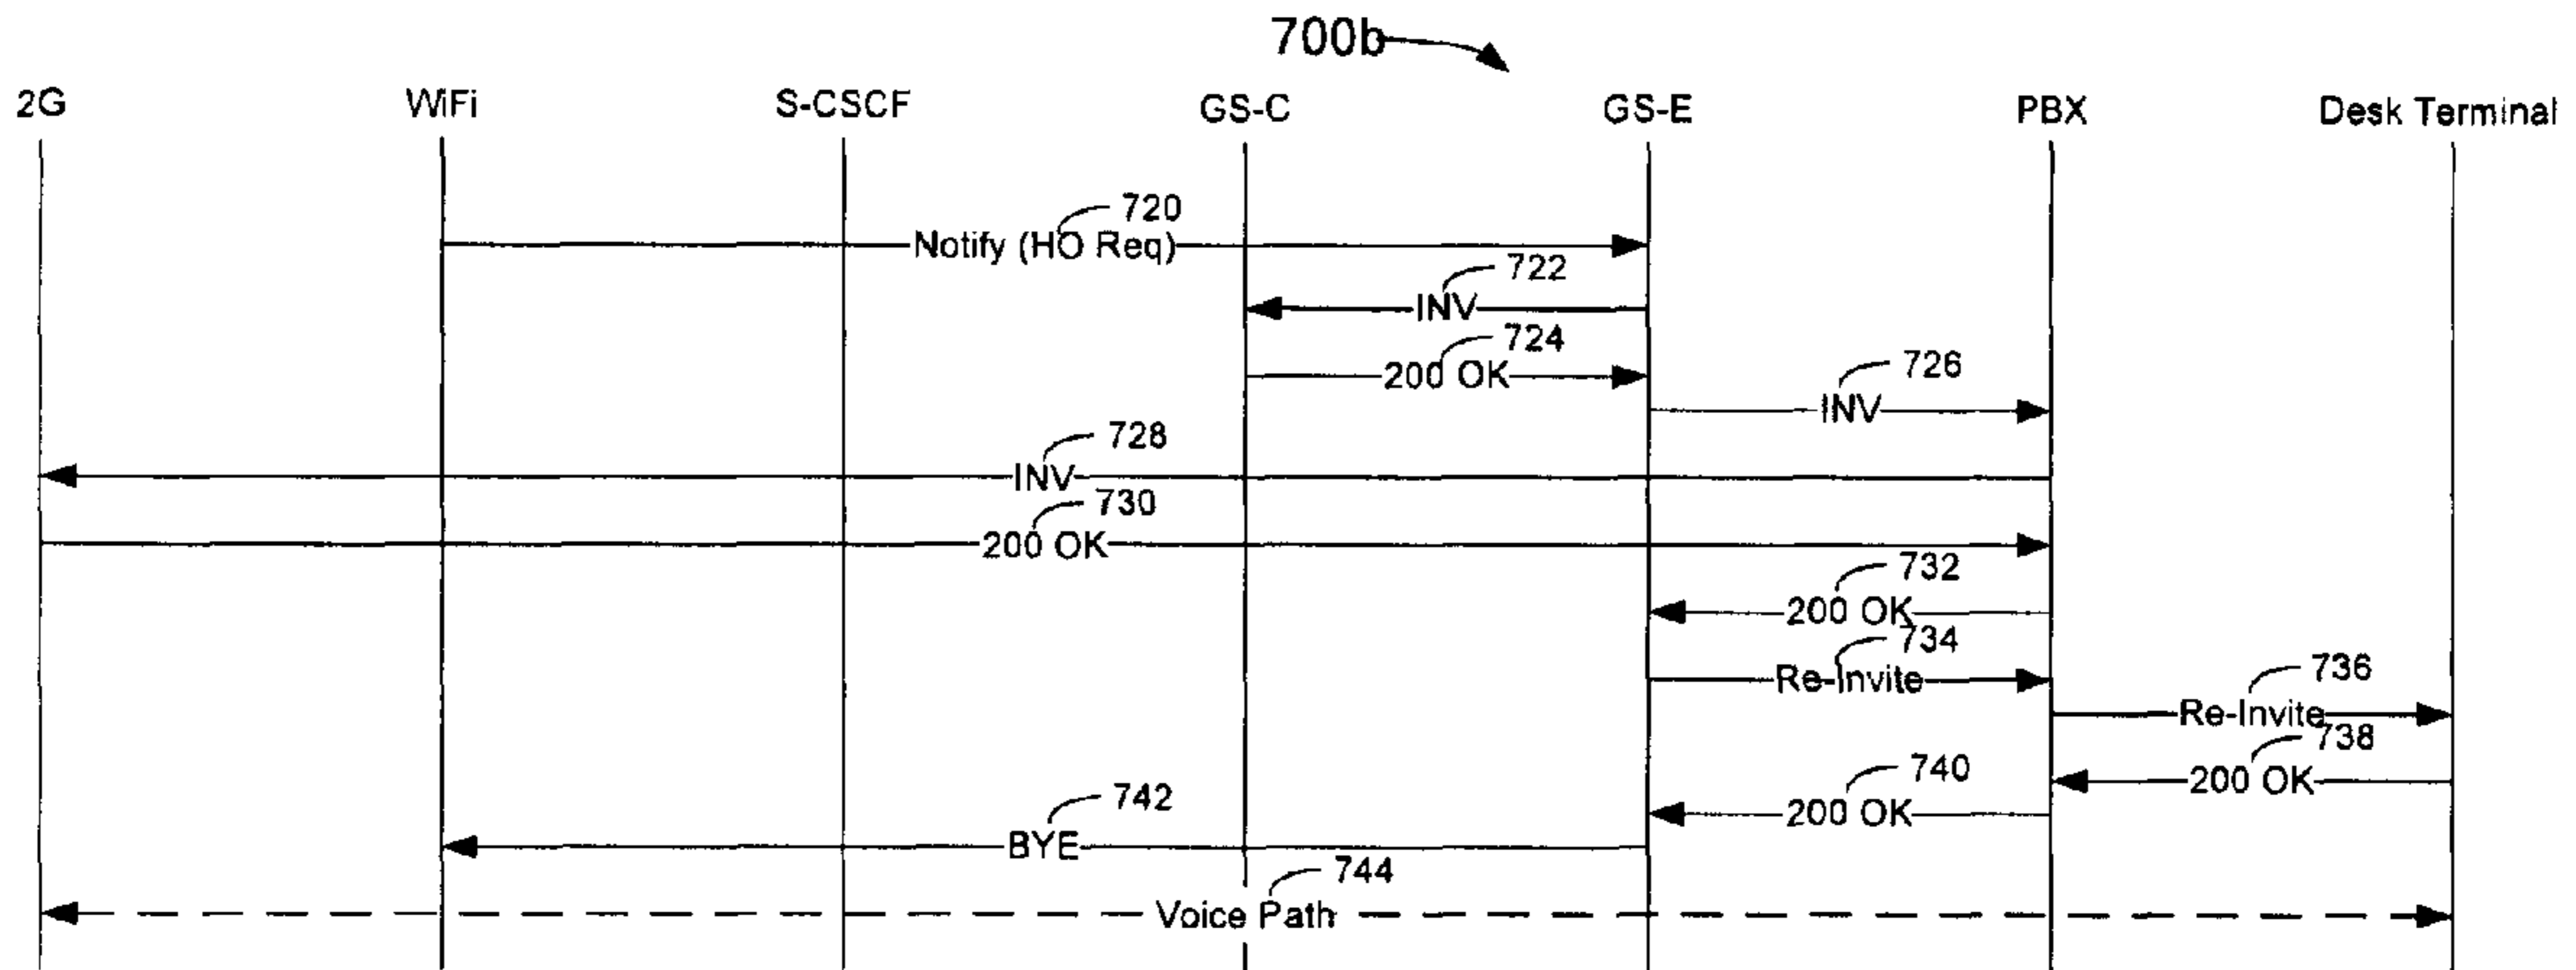 700b
2G WiFi S-CSCF GS-C GS-E PBX Desk Terminal
720
Notify (HO Req)
722
INV
724
200 OK
726
INV
728
INV
730
200 OK
732
200 OK
734
Re-Invite
736
Re-Invite
738
200 OK
740
200 OK
742
BYE
744
Voice Path